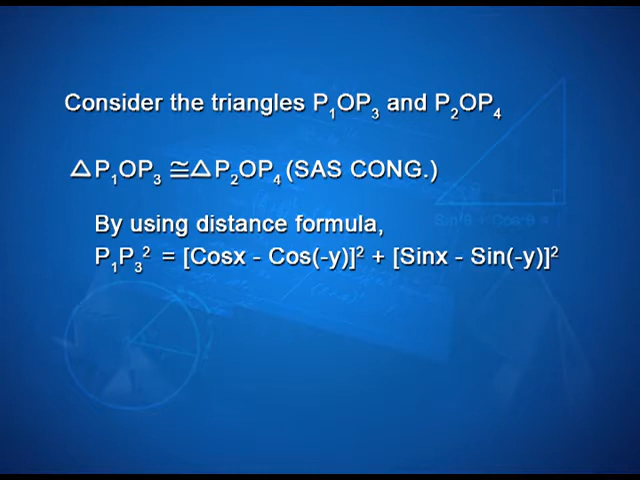 Consider the triangles P₁OP₃ and P₂OP₄
△P₁OP₃ ≅△P₂OP₄ (SAS CONG.)
By using distance formula,
P₁P₃² = [Cosx - Cos(-y)]² + [Sinx - Sin(-y)]²